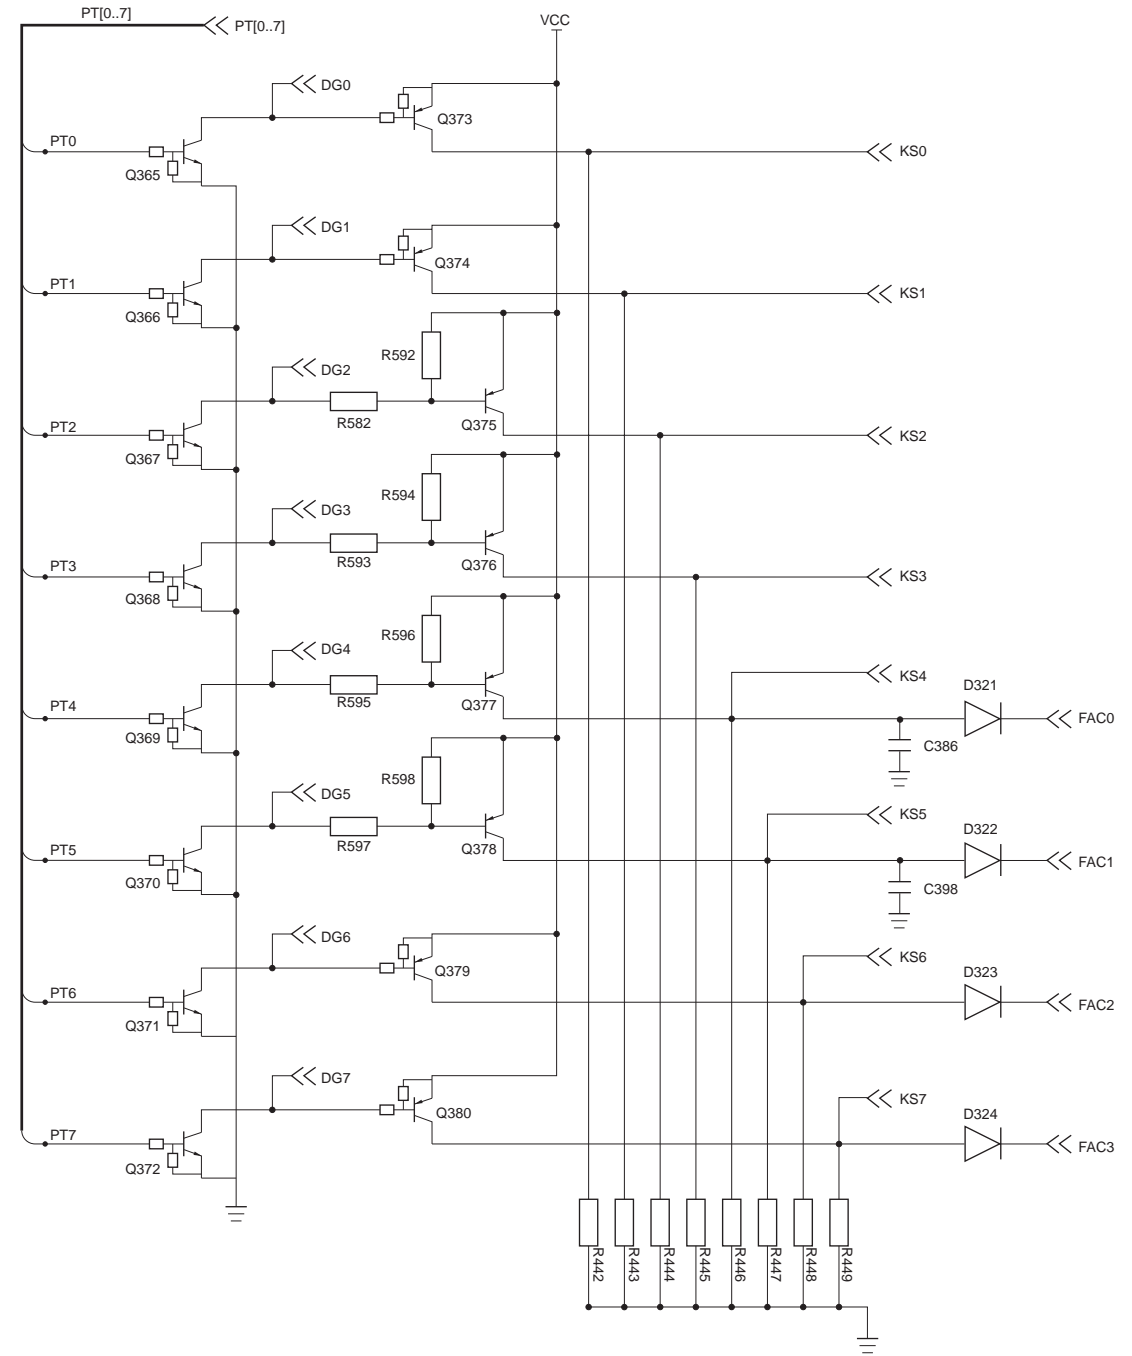 PT[0..7]
PT[0..7]
VCC
DG0
Q373
PT0
KS0
Q365
DG1
Q374
PT1
KS1
Q366
R592
DG2
R582
Q375
PT2
KS2
Q367
R594
DG3
R593
Q376
PT3
KS3
Q368
R596
DG4
R595
Q377
KS4
D321
PT4
FAC0
Q369
C386
R598
DG5
R597
Q378
KS5
D322
PT5
FAC1
Q370
C398
DG6
Q379
KS6
D323
PT6
FAC2
Q371
DG7
Q380
KS7
D324
PT7
FAC3
Q372
R442
R443
R444
R445
R446
R447
R448
R449